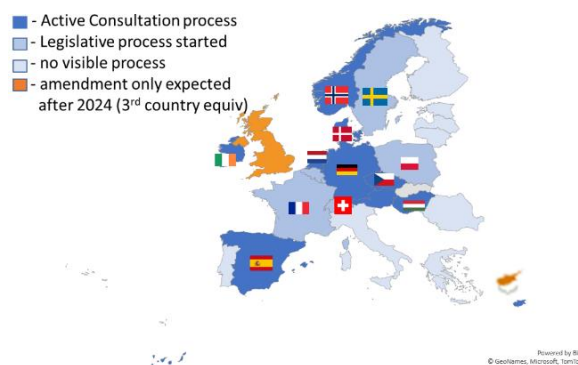 - Active Consultation process
- Legislative process started
- no visible process
- amendment only expected
after 2024 (3rd country equiv)
Powered by Bi
© GeoNames, Microsoft, TomTo